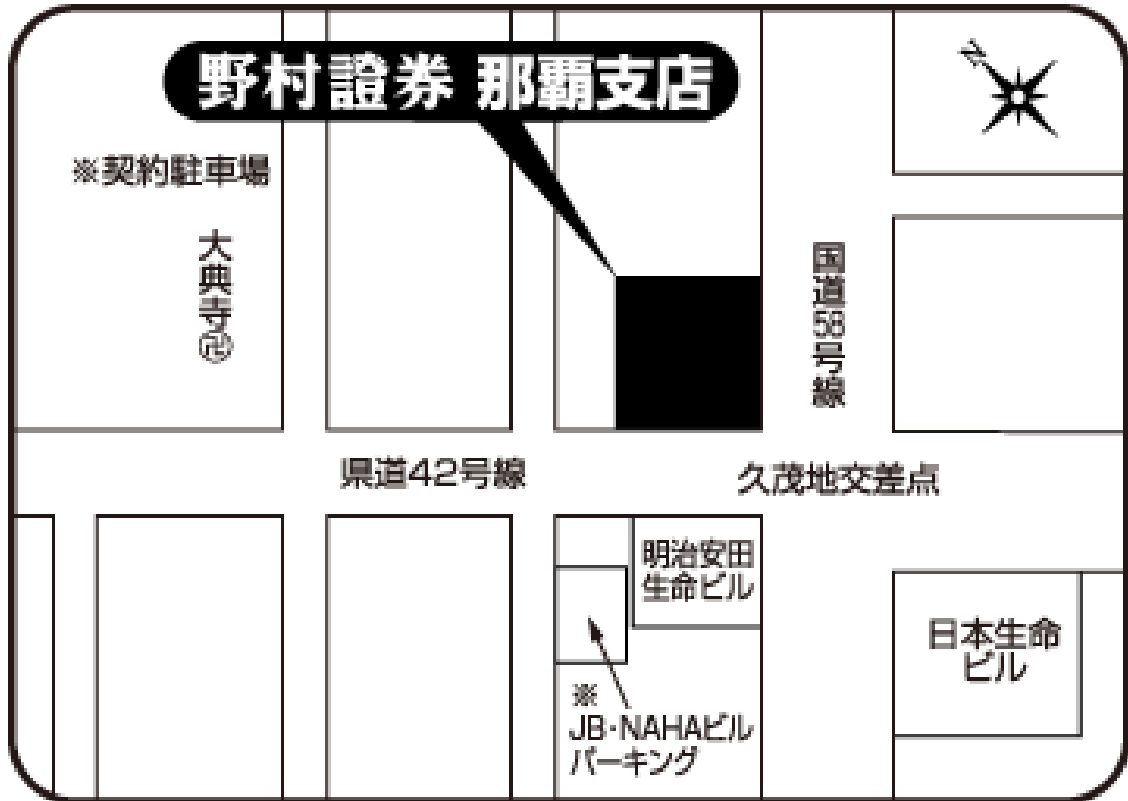 野村證券 那覇支店
N
※契約駐車場
大典寺卍
国道58号線
県道42号線
久茂地交差点
明治安田
生命ビル
日本生命
ビル
※
JB・NAHAビル
パーキング